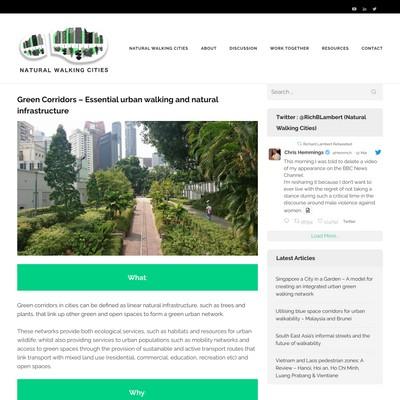 NATURAL WALKING CITIES
NATURAL WALKING CITIES
ABOUT
DISCUSSION
WORK TOGETHER
RESOURCES
CONTACT
Green Corridors – Essential urban walking and natural
infrastructure
What:
Green corridors in cities can be defined as linear natural infrastructure, such as trees and
plants, that link up other green and open spaces to form a green urban network.
These networks provide both ecological services, such as habitats and resources for urban
wildlife, whilst also providing services to urban populations such as mobility networks and
access to green spaces through the provision of sustainable and active transport routes that
link transport with mixed land use (residential, commercial, education, recreation etc) and
open spaces.
Why:
Search ...
Twitter : @RichBLambert (Natural
Walking Cities)
Richard Lambert Retweeted
Chris Hemmings
This morning I was told to delete a video
of my appearance on the BBC News
Channel.
I'm resharing it because I don't want to
ever live with the regret of not taking a
stance during such a critical time in the
discourse around male violence against
women.
Twitter
Load More...
Latest Articles
Singapore a City in a Garden – A model for
creating an integrated urban green
walking network
Utilising blue space corridors for urban
walkability – Malaysia and Brunei
South East Asia's informal streets and the
future of walkability
Vietnam and Laos pedestrian zones: A
Review – Hanoi, Hoi an, Ho Chi Minh,
Luang Prabang & Vientiane